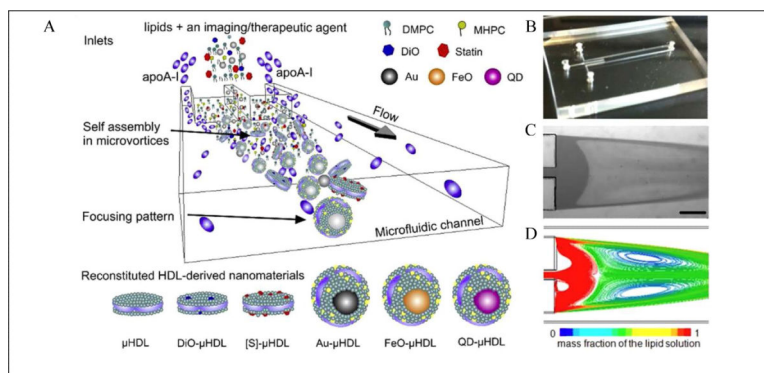 A
lipids + an imaging/therapeutic agent
Inlets
apoA-I
apoA-I
DMPC
MHPC
DiO
Statin
Au
FeO
QD
Self assembly
in microvortices
Flow
Focusing pattern
Microfluidic channel
Reconstituted HDL-derived nanomaterials
μHDL
DiO-μHDL
[S]-μHDL
Au-μHDL
FeO-μHDL
QD-μHDL
B
C
D
0
1
mass fraction of the lipid solution